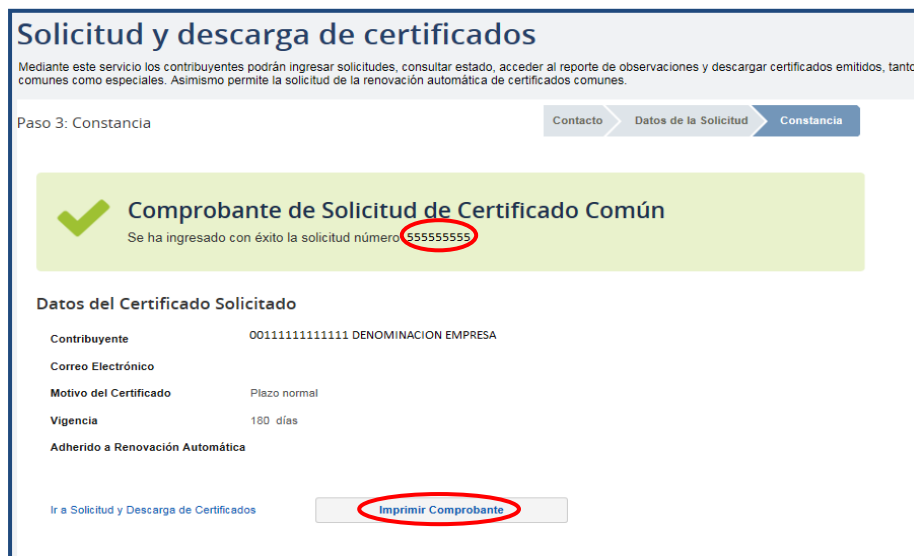 Solicitud y descarga de certificados
Mediante este servicio los contribuyentes podrán ingresar solicitudes, consultar estado, acceder al reporte de observaciones y descargar certificados emitidos, tanto
comunes como especiales. Asimismo permite la solicitud de la renovación automática de certificados comunes.
Paso 3: Constancia
Contacto Datos de la Solicitud Constancia
Comprobante de Solicitud de Certificado Común
Se ha ingresado con éxito la solicitud número 555555555
Datos del Certificado Solicitado
Contribuyente 00111111111111 DENOMINACION EMPRESA
Correo Electrónico
Motivo del Certificado Plazo normal
Vigencia 180 días
Adherido a Renovación Automática
Ir a Solicitud y Descarga de Certificados Imprimir Comprobante